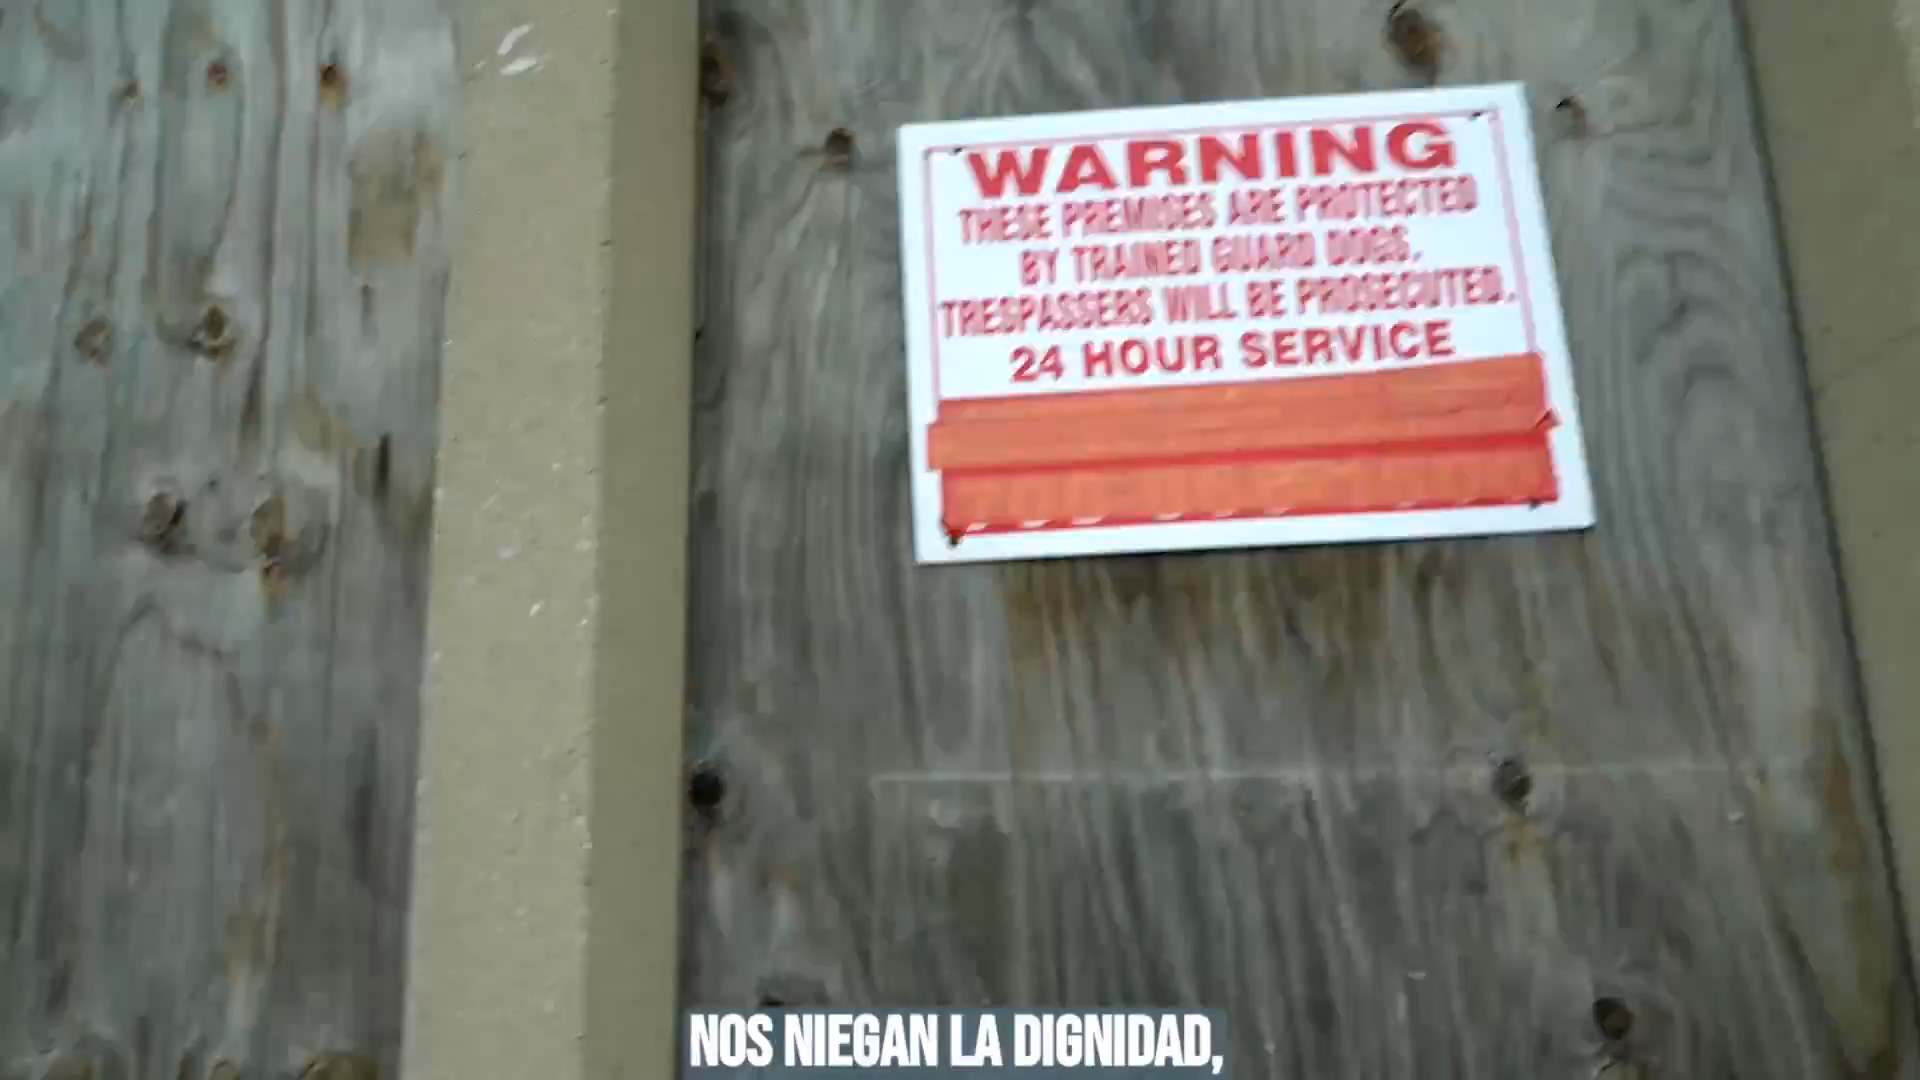 WARNING
THESE PREMISES ARE PROTECTED
BY TRAINED GUARD DOGS.
TRESPASSERS WILL BE PROSECUTED.
24 HOUR SERVICE
NOS NIEGAN LA DIGNIDAD,